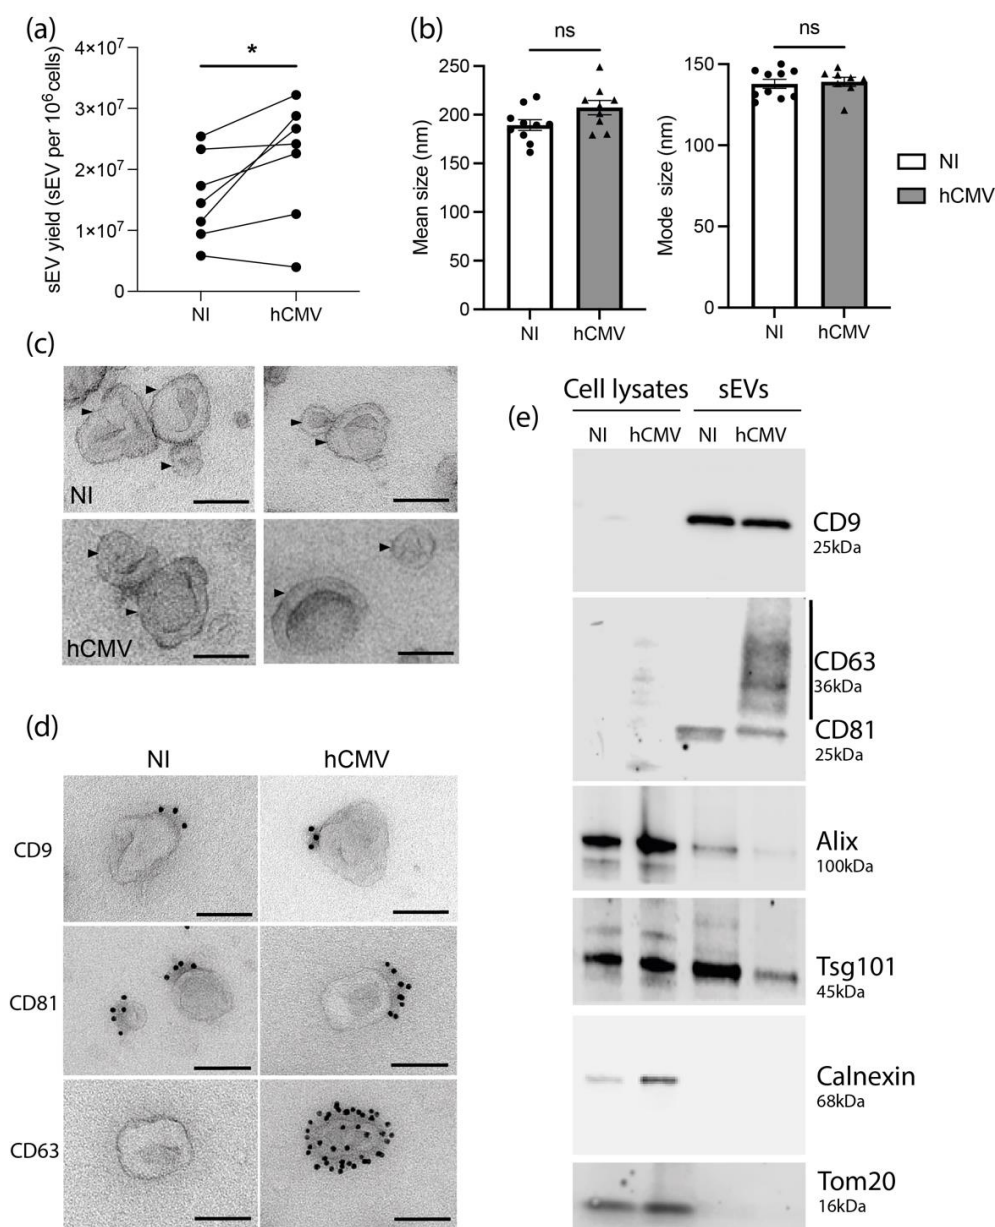 (a)
4×10⁷
3×10⁷
2×10⁷
1×10⁷
0
sEV yield (sEV per 10⁶ cells)
*
NI hCMV
(b)
250
200
150
100
50
0
Mean size (nm)
ns
NI hCMV
150
100
50
0
Mode size (nm)
ns
NI hCMV
NI
hCMV
(c)
NI
hCMV
(d)
NI hCMV
CD9
CD81
CD63
(e)
Cell lysates sEVs
NI hCMV NI hCMV
CD9
25kDa
CD63
36kDa
CD81
25kDa
Alix
100kDa
Tsg101
45kDa
Calnexin
68kDa
Tom20
16kDa